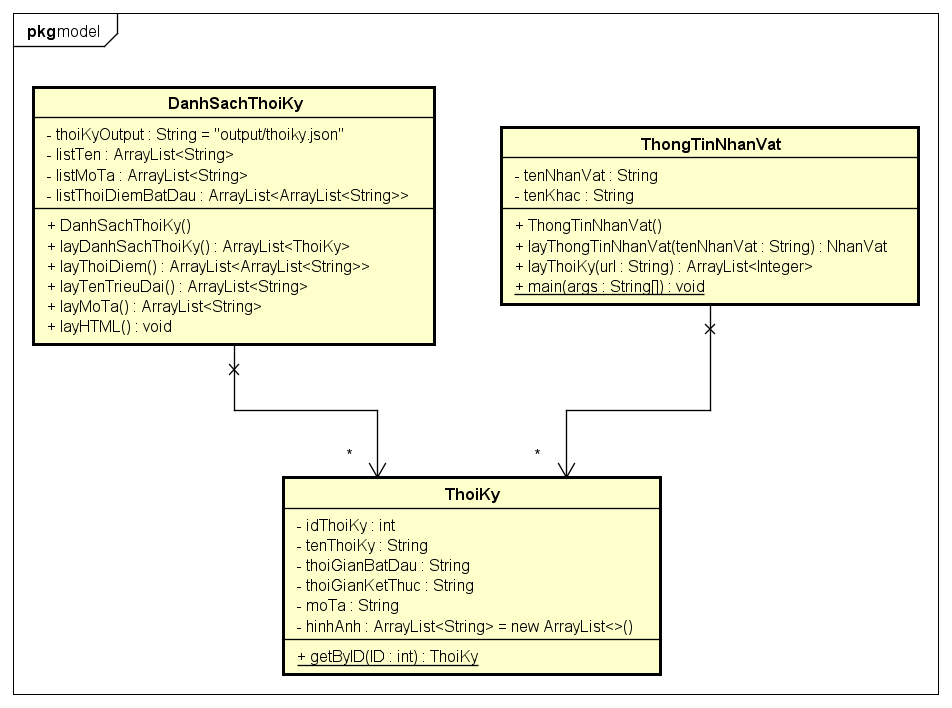 pkgmodel
DanhSachThoiKy
- thoiKyOutput : String = "output/thoiky.json"
- listTen : ArrayList<String>
- listMoTa : ArrayList<String>
- listThoiDiemBatDau : ArrayList<ArrayList<String>>
+ DanhSachThoiKy()
+ layDanhSachThoiKy() : ArrayList<ThoiKy>
+ layThoiDiem() : ArrayList<ArrayList<String>>
+ layTenTrieuDai() : ArrayList<String>
+ layMoTa() : ArrayList<String>
+ layHTML() : void
ThongTinNhanVat
- tenNhanVat : String
- tenKhac : String
+ ThongTinNhanVat()
+ layThongTinNhanVat(tenNhanVat : String) : NhanVat
+ layThoiKy(url : String) : ArrayList<Integer>
+ main(args : String[]) : void
*
*
ThoiKy
- idThoiKy : int
- tenThoiKy : String
- thoiGianBatDau : String
- thoiGianKetThuc : String
- moTa : String
- hinhAnh : ArrayList<String> = new ArrayList<>()
+ getByID(ID : int) : ThoiKy